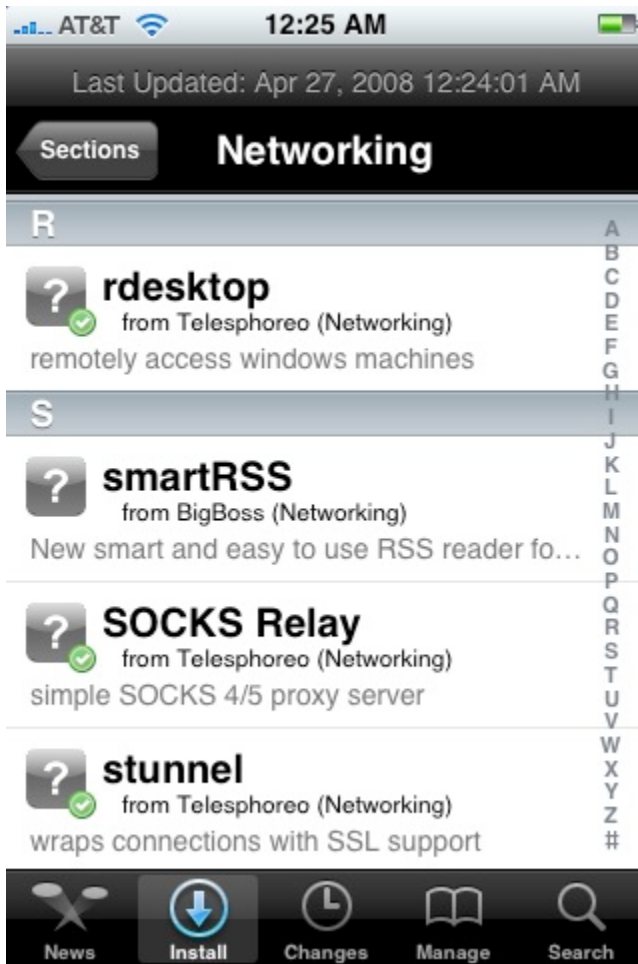 AT&T 12:25 AM
Last Updated: Apr 27, 2008 12:24:01 AM
Sections Networking
R
? rdesktop
from Telesphoreo (Networking)
remotely access windows machines
S
? smartRSS
from BigBoss (Networking)
New smart and easy to use RSS reader fo...
? SOCKS Relay
from Telesphoreo (Networking)
simple SOCKS 4/5 proxy server
? stunnel
from Telesphoreo (Networking)
wraps connections with SSL support
A
B
C
D
E
F
G
H
I
J
K
L
M
N
O
P
Q
R
S
T
U
V
W
X
Y
Z
#
News Install Changes Manage Search